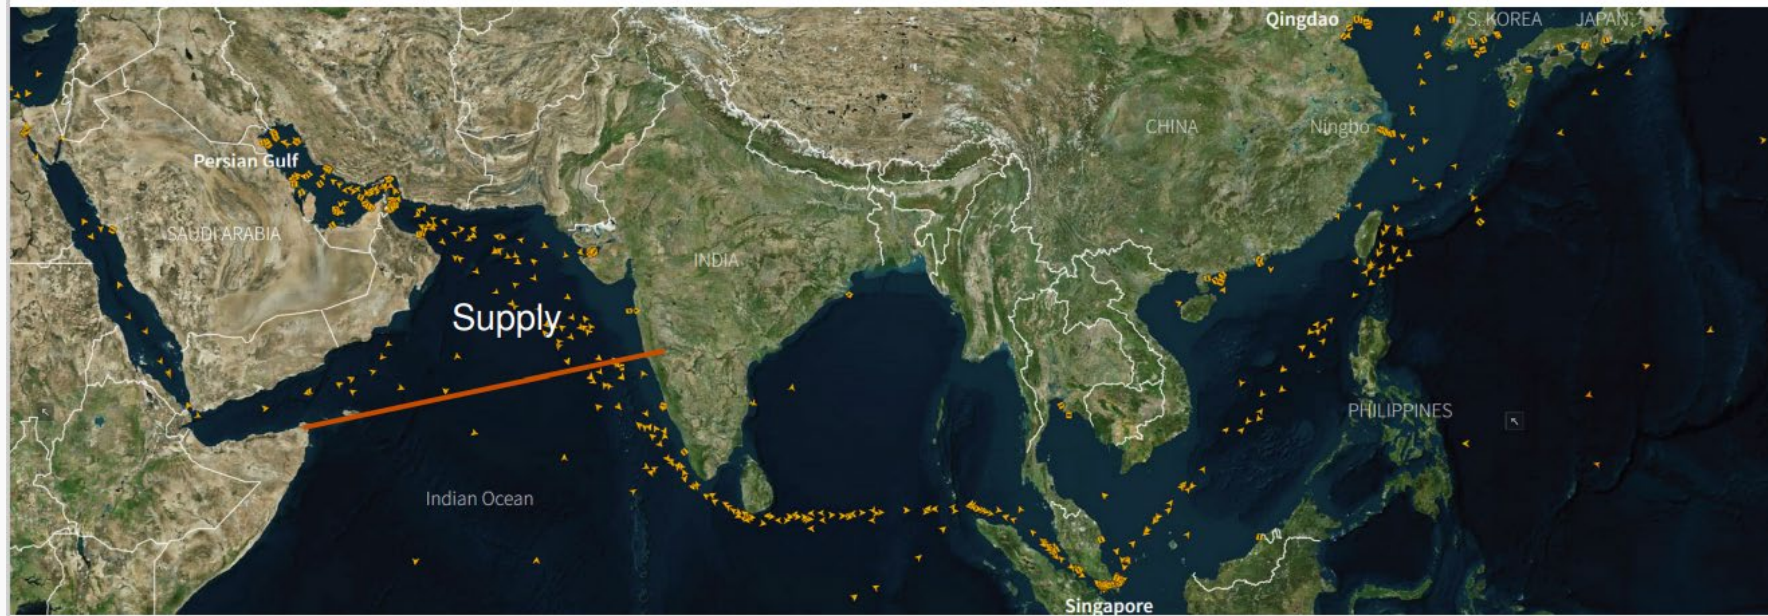 Qingdao
S. KOREA
JAPAN
CHINA
Ningbo
Persian Gulf
SAUDI ARABIA
INDIA
Supply
PHILIPPINES
Indian Ocean
Singapore